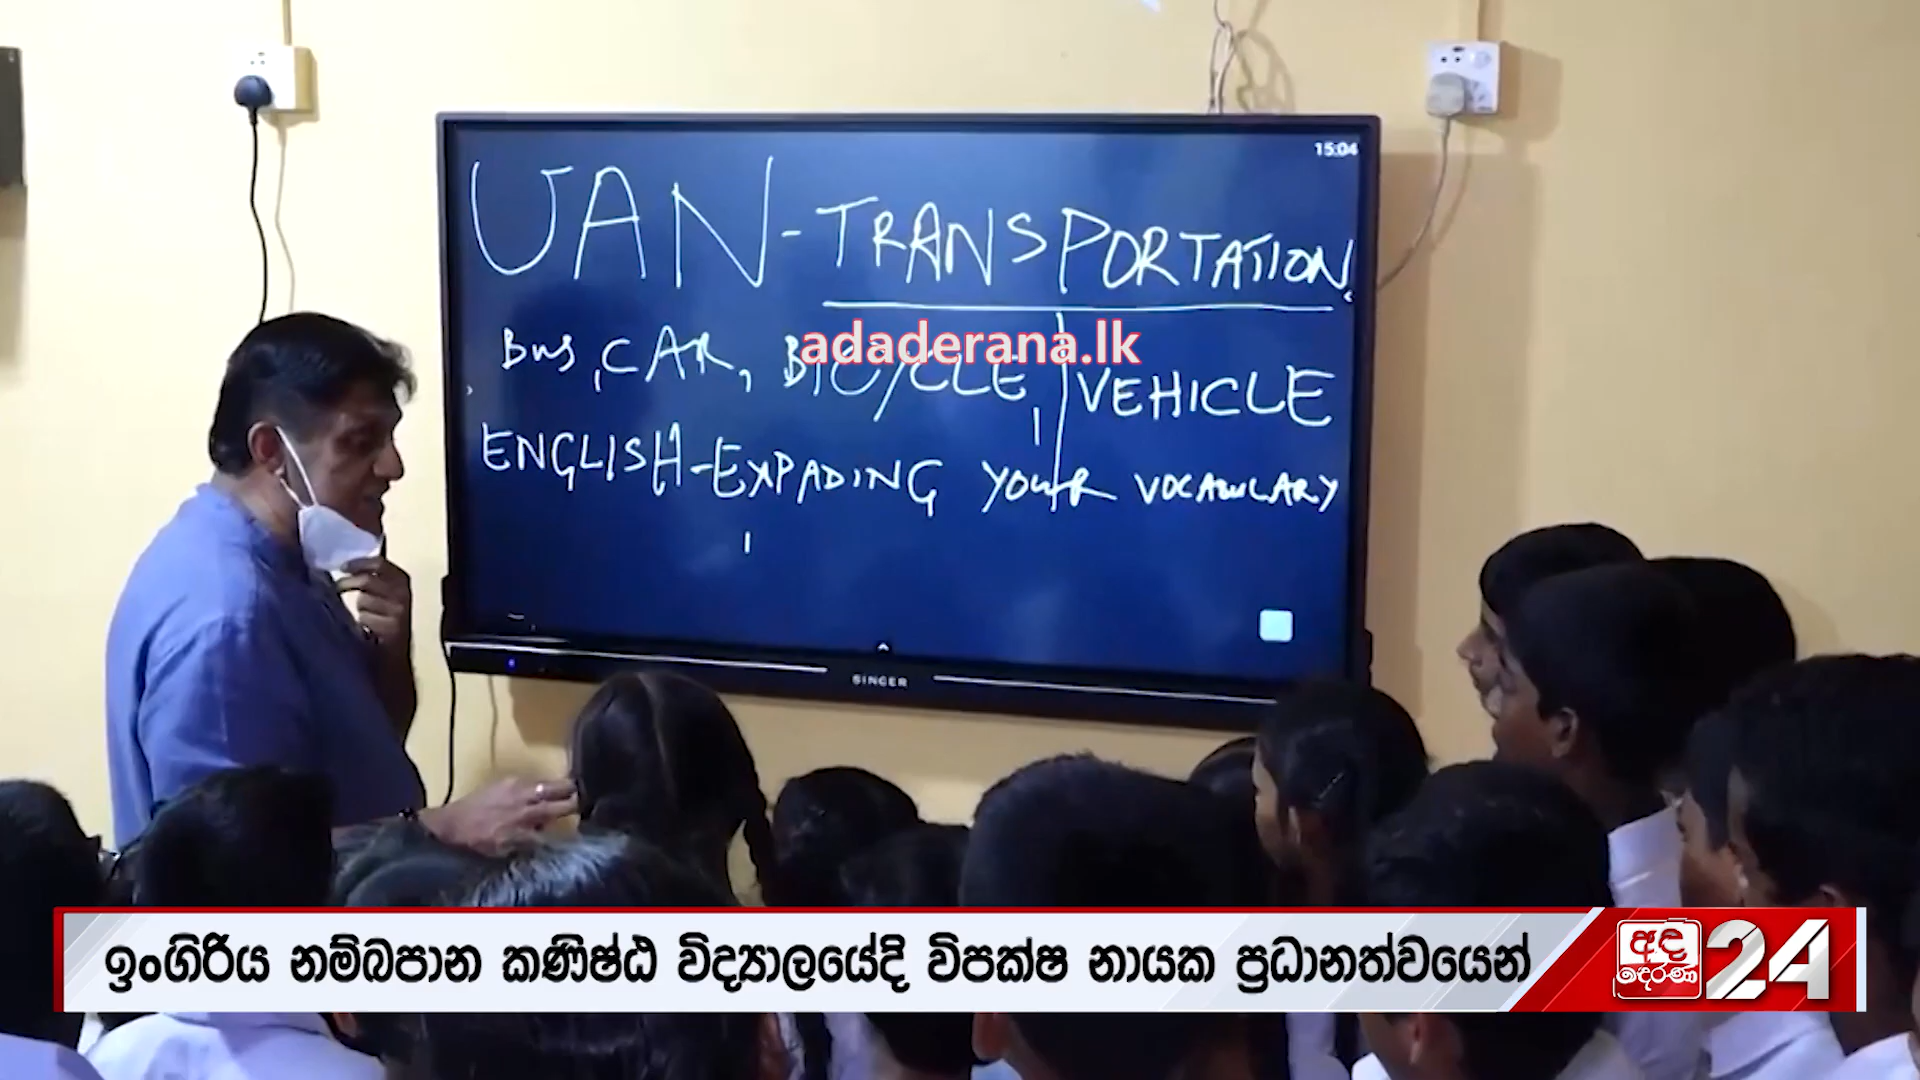 15:04
UAN-TRANSPORTATION
adaderana.lk
BUS, CAR, BICYCLE, VEHICLE
ENGLISH-EXPADING YOUR VOCABULARY
SINGER
ඉංගිරිය නම්බපාන කණිෂ්ඨ විද්‍යාලයේදි විපක්ෂ නායක ප්‍රධානත්වයෙන්
අද දෙරණ 24